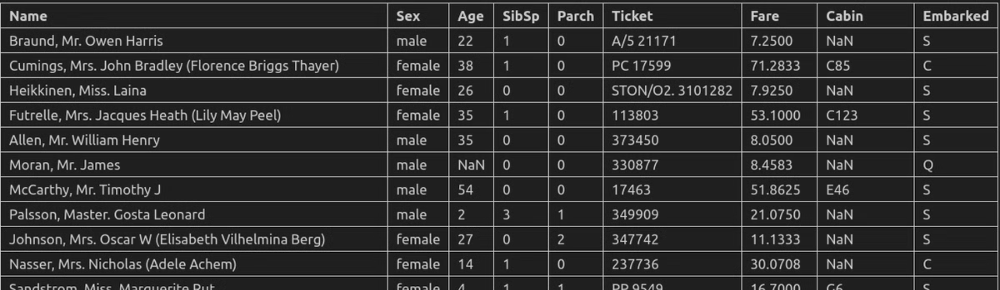 Name Sex Age SibSp Parch Ticket Fare Cabin Embarked
Braund, Mr. Owen Harris male 22 1 0 A/5 21171 7.2500 NaN S
Cumings, Mrs. John Bradley (Florence Briggs Thayer) female 38 1 0 PC 17599 71.2833 C85 C
Heikkinen, Miss. Laina female 26 0 0 STON/O2. 3101282 7.9250 NaN S
Futrelle, Mrs. Jacques Heath (Lily May Peel) female 35 1 0 113803 53.1000 C123 S
Allen, Mr. William Henry male 35 0 0 373450 8.0500 NaN S
Moran, Mr. James male NaN 0 0 330877 8.4583 NaN Q
McCarthy, Mr. Timothy J male 54 0 0 17463 51.8625 E46 S
Palsson, Master. Gosta Leonard male 2 3 1 349909 21.0750 NaN S
Johnson, Mrs. Oscar W (Elisabeth Vilhelmina Berg) female 27 0 2 347742 11.1333 NaN S
Nasser, Mrs. Nicholas (Adele Achem) female 14 1 0 237736 30.0708 NaN C
Sandstrom, Miss. Marguerite Rut female 4 1 1 PP 9549 16.7000 G6 S